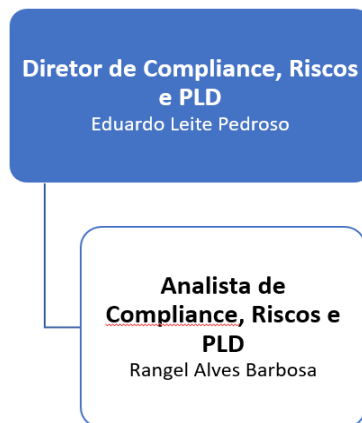 Diretor de Compliance, Riscos
e PLD
Eduardo Leite Pedroso
Analista de
Compliance, Riscos e
PLD
Rangel Alves Barbosa